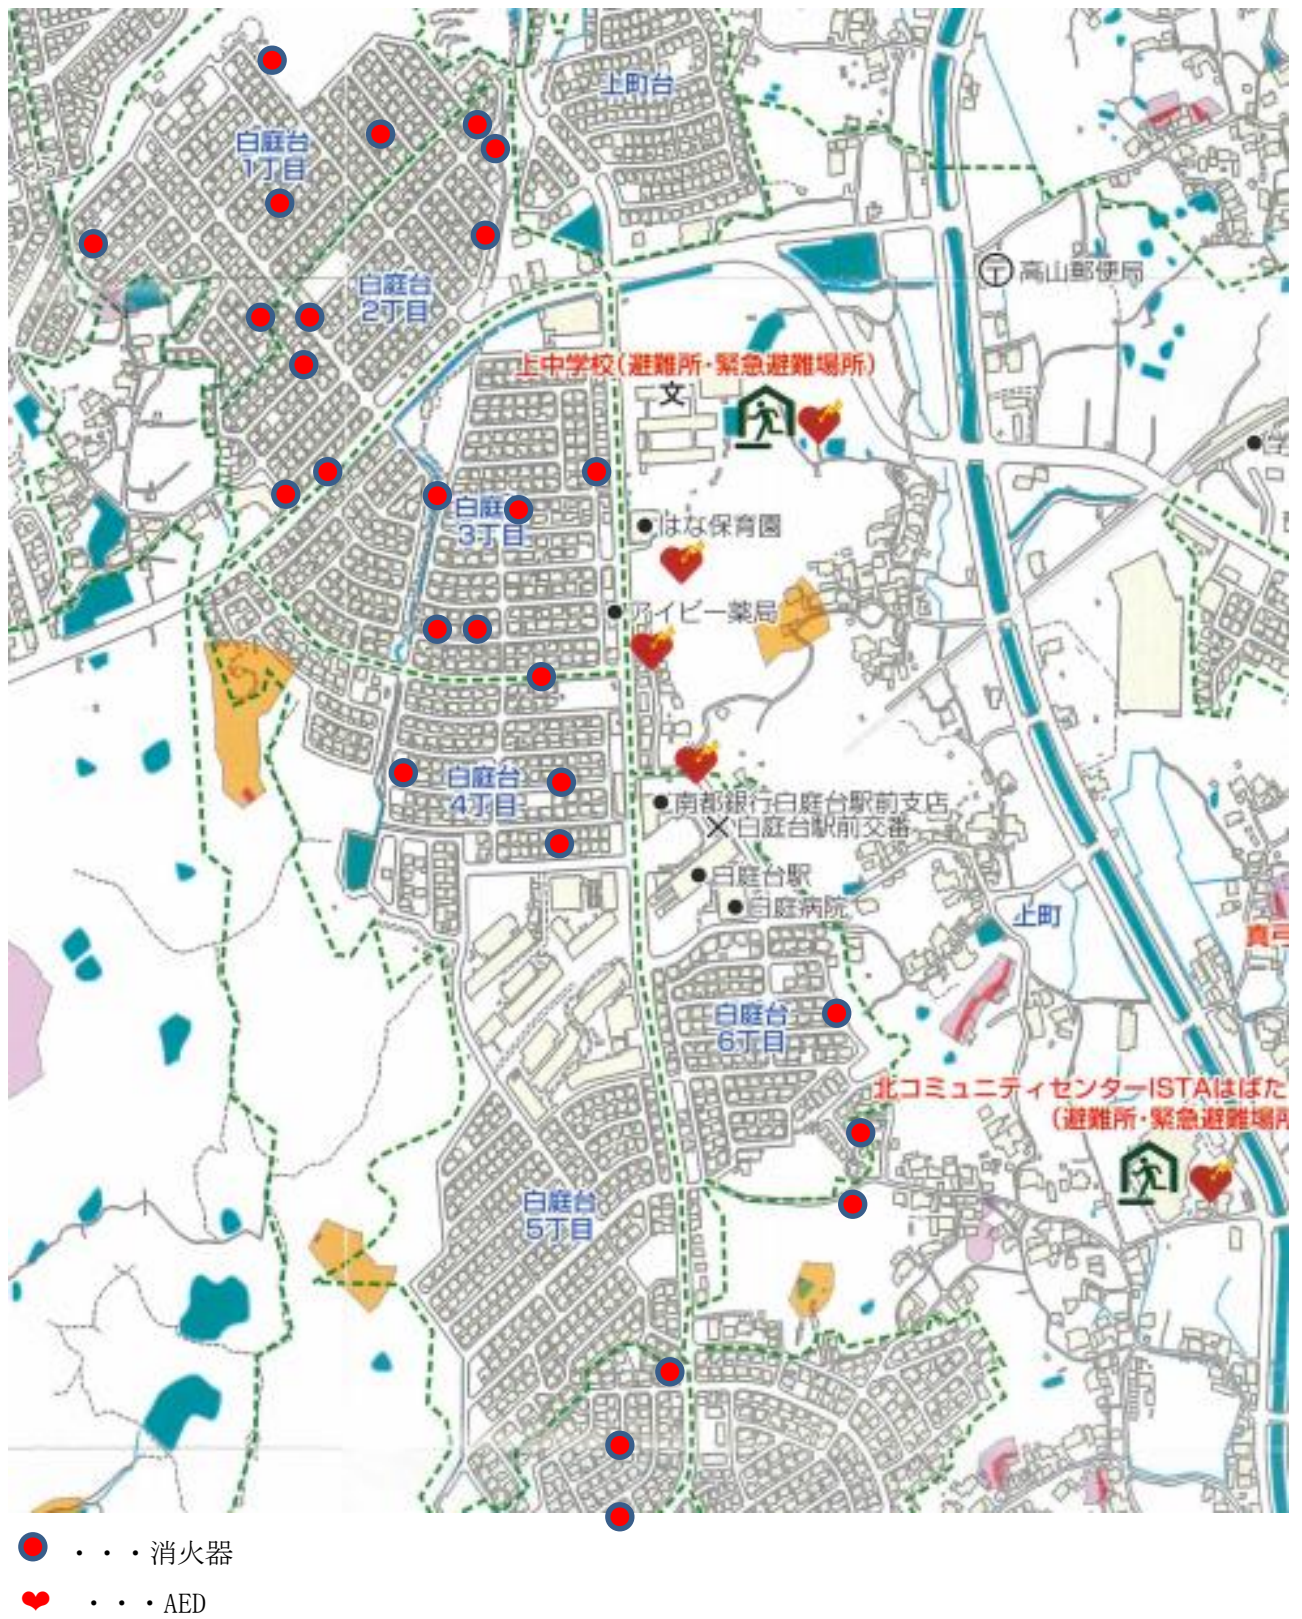 上町台
白庭台
1丁目
白庭台
2丁目
高山郵便局
上中学校(避難所・緊急避難場所)
文
白庭
3丁目
はな保育園
アイビー薬局
白庭台
4丁目
南都銀行白庭台駅前支店
白庭台駅前交番
白庭台駅
白庭病院
上町
真弓
白庭台
6丁目
北コミュニティセンターISTAはばた
(避難所・緊急避難場所
白庭台
5丁目
・・・消火器
・・・AED